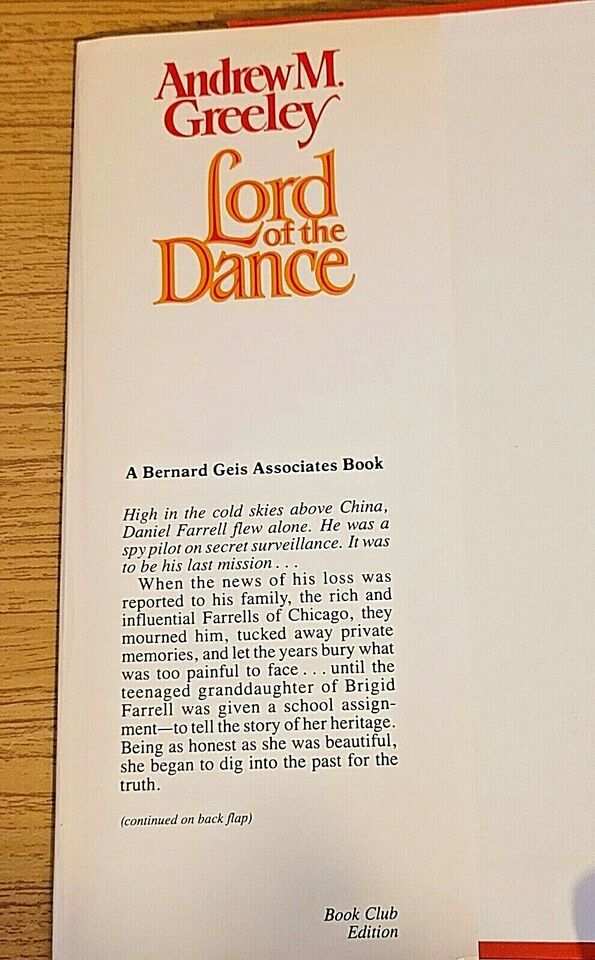 Andrew M.
Greeley
Lord
of the
Dance
A Bernard Geis Associates Book
High in the cold skies above China,
Daniel Farrell flew alone. He was a
spy pilot on secret surveillance. It was
to be his last mission . . .
When the news of his loss was
reported to his family, the rich and
influential Farrells of Chicago, they
mourned him, tucked away private
memories, and let the years bury what
was too painful to face . . . until the
teenaged granddaughter of Brigid
Farrell was given a school assign-
ment—to tell the story of her heritage.
Being as honest as she was beautiful,
she began to dig into the past for the
truth.
(continued on back flap)
Book Club
Edition